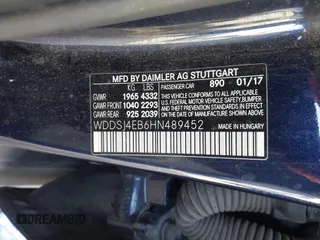 MFD BY DAIMLER AG STUTTGART
KG LBS PASSENGER CAR 890 01/17
GVWR 1965 4332
GAWR FRONT 1040 2293
GAWR REAR 925 2039
THIS VEHICLE CONFORMS TO ALL APPLICABLE
U.S. FEDERAL MOTOR VEHICLE SAFETY, BUMPER,
AND THEFT PREVENTION STANDARDS IN EFFECT
ON THE DATE OF MANUFACTURE SHOWN ABOVE.
WDDSJ4EB6HN489452
MADE IN HUNGARY
DREAMBID